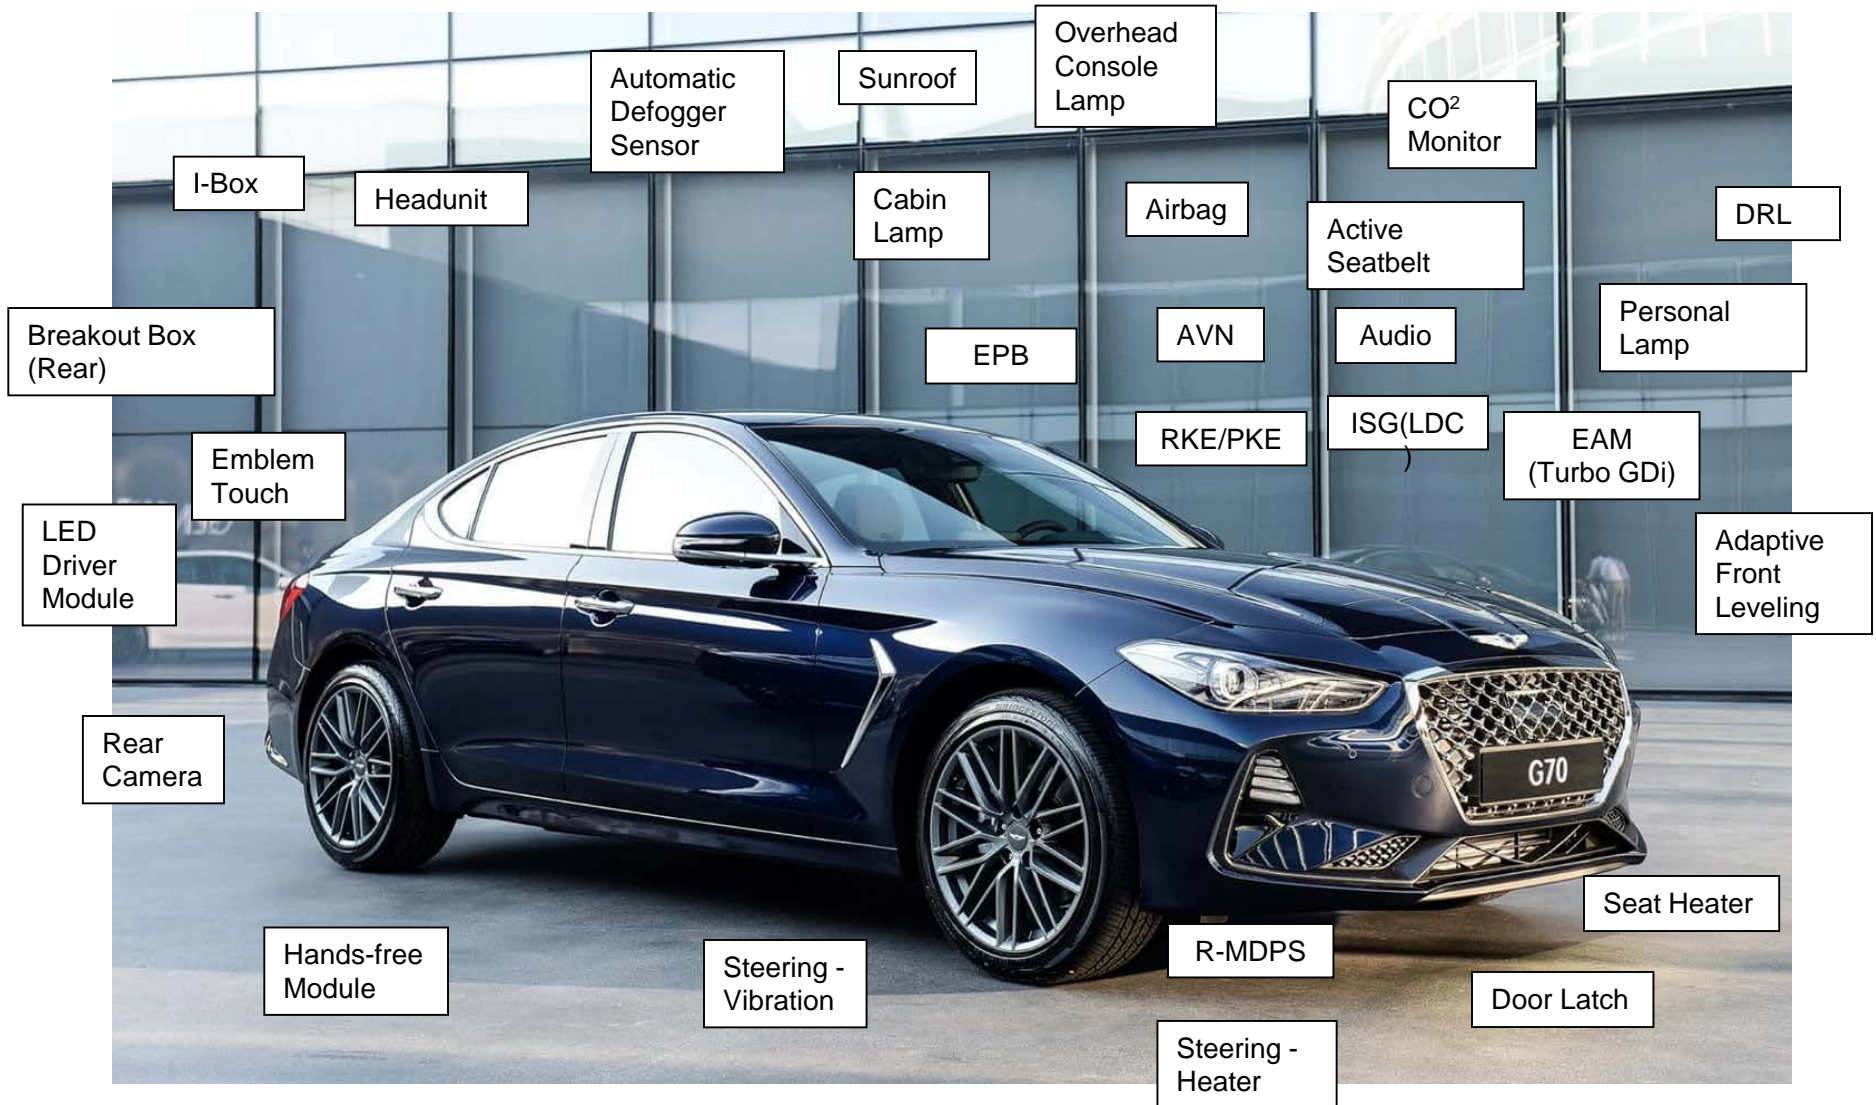 Overhead
Console
Lamp
Automatic
Defogger
Sensor
Sunroof
CO²
Monitor
I-Box
Headunit
Cabin
Lamp
Airbag
Active
Seatbelt
DRL
Breakout Box
(Rear)
EPB
AVN
Audio
Personal
Lamp
Emblem
Touch
RKE/PKE
ISG(LDC
)
EAM
(Turbo GDi)
LED
Driver
Module
Adaptive
Front
Leveling
Rear
Camera
G70
Hands-free
Module
Steering -
Vibration
R-MDPS
Seat Heater
Door Latch
Steering -
Heater